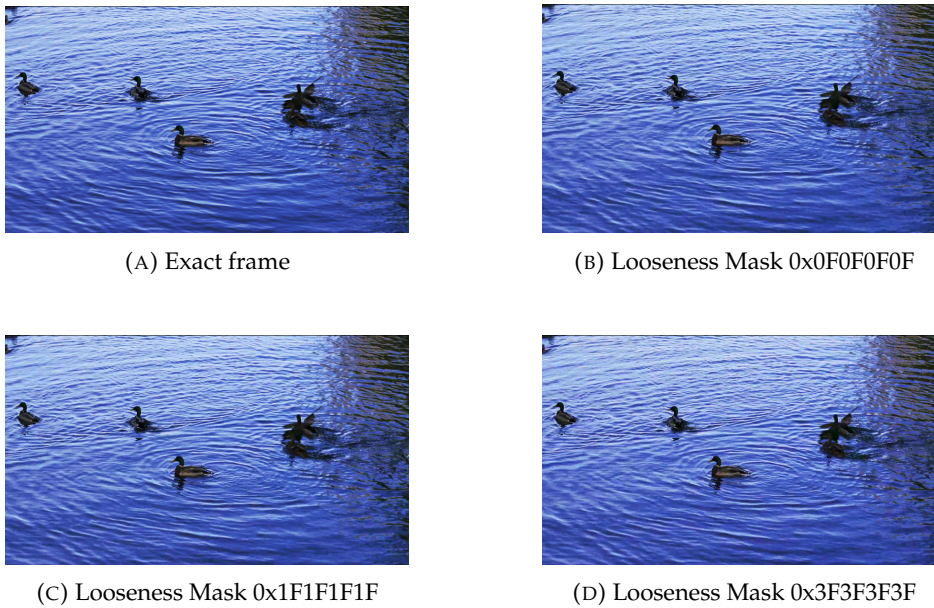 (A) Exact frame
(B) Looseness Mask 0x0F0F0F0F
(C) Looseness Mask 0x1F1F1F1F
(D) Looseness Mask 0x3F3F3F3F